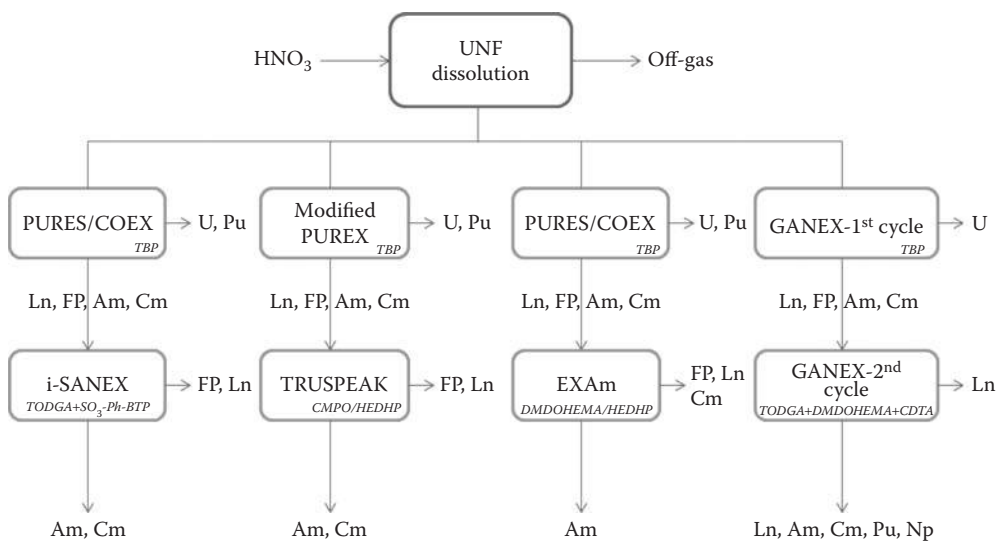 HNO₃
UNF
dissolution
Off-gas
PURES/COEX
TBP
U, Pu
Modified
PUREX
TBP
U, Pu
PURES/COEX
TBP
U, Pu
GANEX-1ˢᵗ cycle
TBP
U
Ln, FP, Am, Cm
Ln, FP, Am, Cm
Ln, FP, Am, Cm
Ln, FP, Am, Cm
i-SANEX
TODGA+SO₃-Ph-BTP
FP, Ln
TRUSPEAK
CMPO/HEDHP
FP, Ln
EXAm
DMDOHEMA/HEDHP
FP, Ln
Cm
GANEX-2ⁿᵈ
cycle
TODGA+DMDOHEMA+CDTA
Ln
Am, Cm
Am, Cm
Am
Ln, Am, Cm, Pu, Np